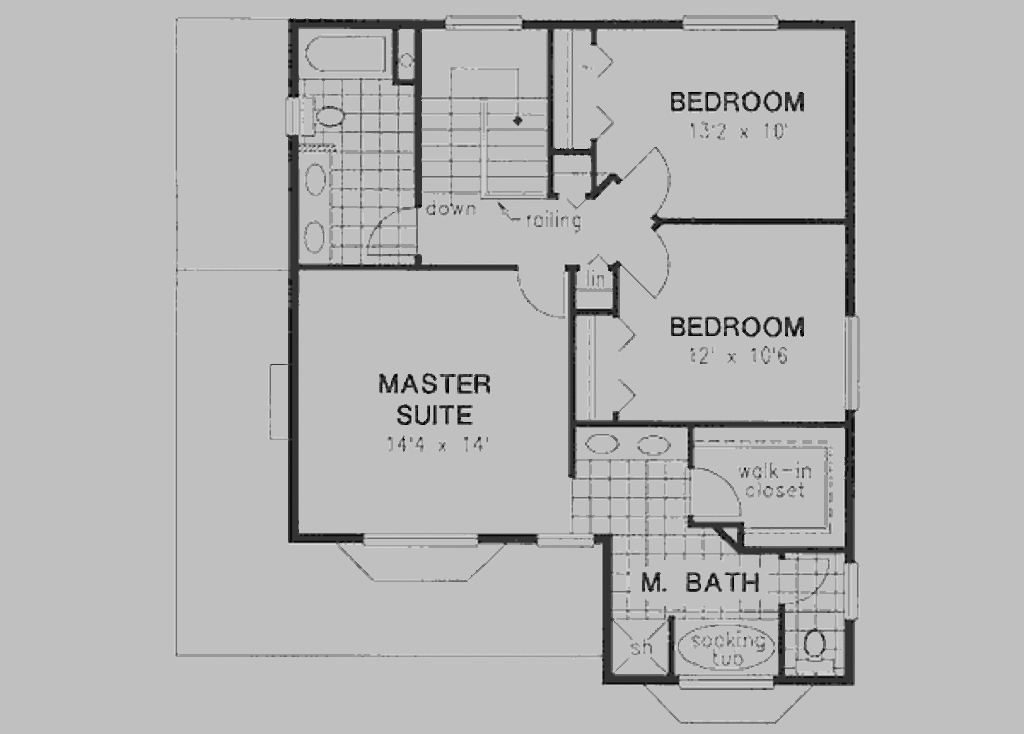 BEDROOM
13'2 x 10'
down
railing
lin
BEDROOM
12' x 10'6
MASTER
SUITE
14'4 x 14'
walk-in
closet
M. BATH
sh
soaking
tub